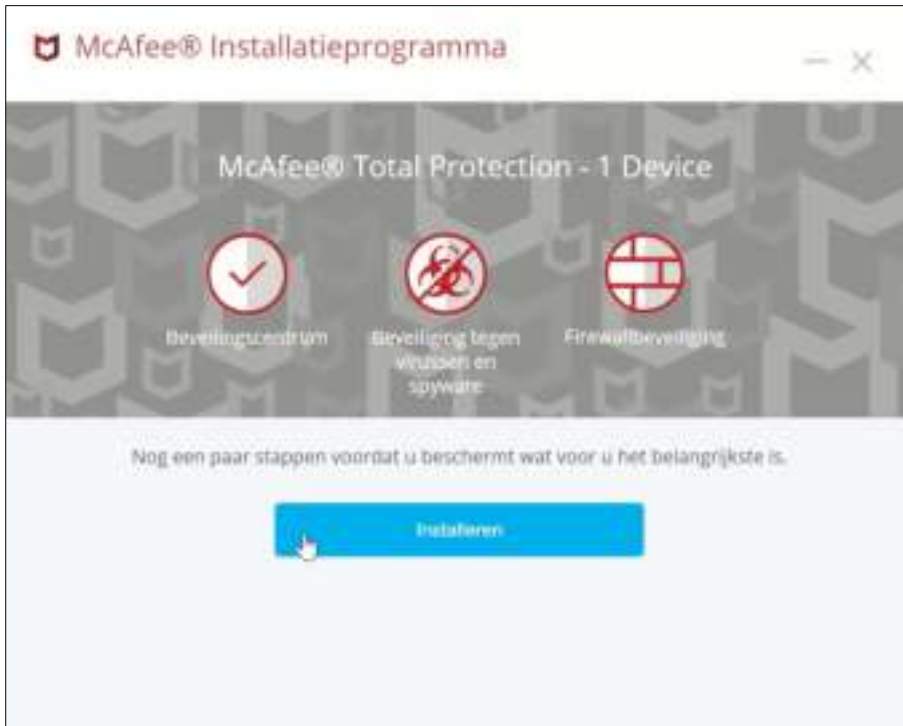 McAfee® Installatieprogramma
McAfee® Total Protection - 1 Device
Beveilingscentrum
Beveiliging tegen
virussen en
spyware
Firewallbeveiliging
Nog een paar stappen voordat u beschermt wat voor u het belangrijkste is.
Installeren